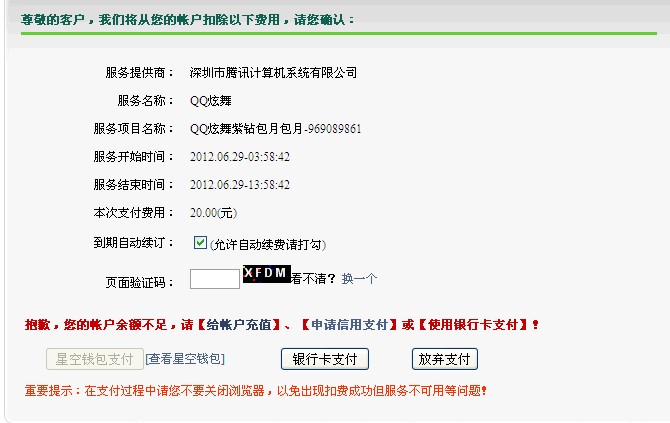 尊敬的客户，我们将从您的帐户扣除以下费用，请您确认：
服务提供商： 深圳市腾讯计算机系统有限公司
服务名称： QQ炫舞
服务项目名称： QQ炫舞紫钻包月包月-969089861
服务开始时间： 2012.06.29-03:58:42
服务结束时间： 2012.06.29-13:58:42
本次支付费用： 20.00(元)
到期自动续订： (允许自动续费请打勾)
页面验证码： XFDM 看不清？ 换一个
抱歉，您的帐户余额不足，请【给帐户充值】、【申请信用支付】或【使用银行卡支付】！
星空钱包支付 [查看星空钱包] 银行卡支付 放弃支付
重要提示：在支付过程中请您不要关闭浏览器，以免出现扣费成功但服务不可用等问题！